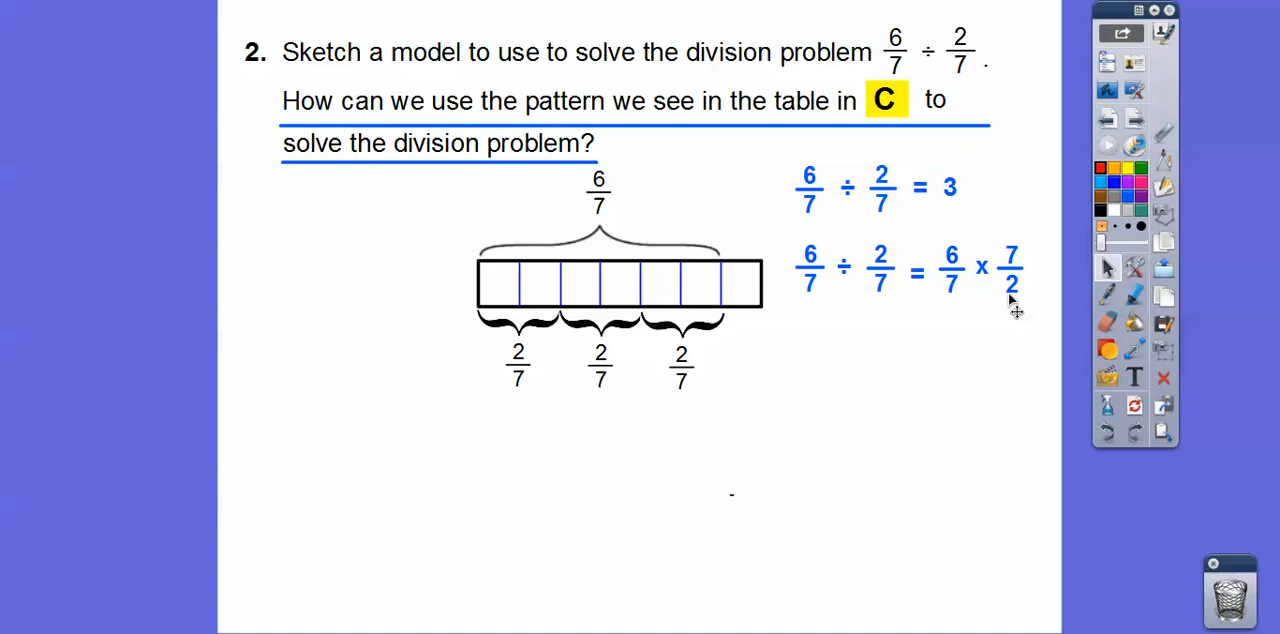 2. Sketch a model to use to solve the division problem 6/7 ÷ 2/7 .
How can we use the pattern we see in the table in C to
solve the division problem?
6/7
6/7 ÷ 2/7 = 3
6/7 ÷ 2/7 = 6/7 x 7/2
2/7 2/7 2/7
T